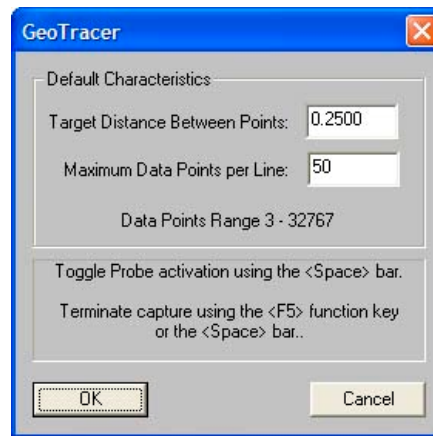 GeoTracer
Default Characteristics
Target Distance Between Points: 0.2500
Maximum Data Points per Line: 50
Data Points Range 3 - 32767
Toggle Probe activation using the <Space> bar.
Terminate capture using the <F5> function key
or the <Space> bar..
OK Cancel